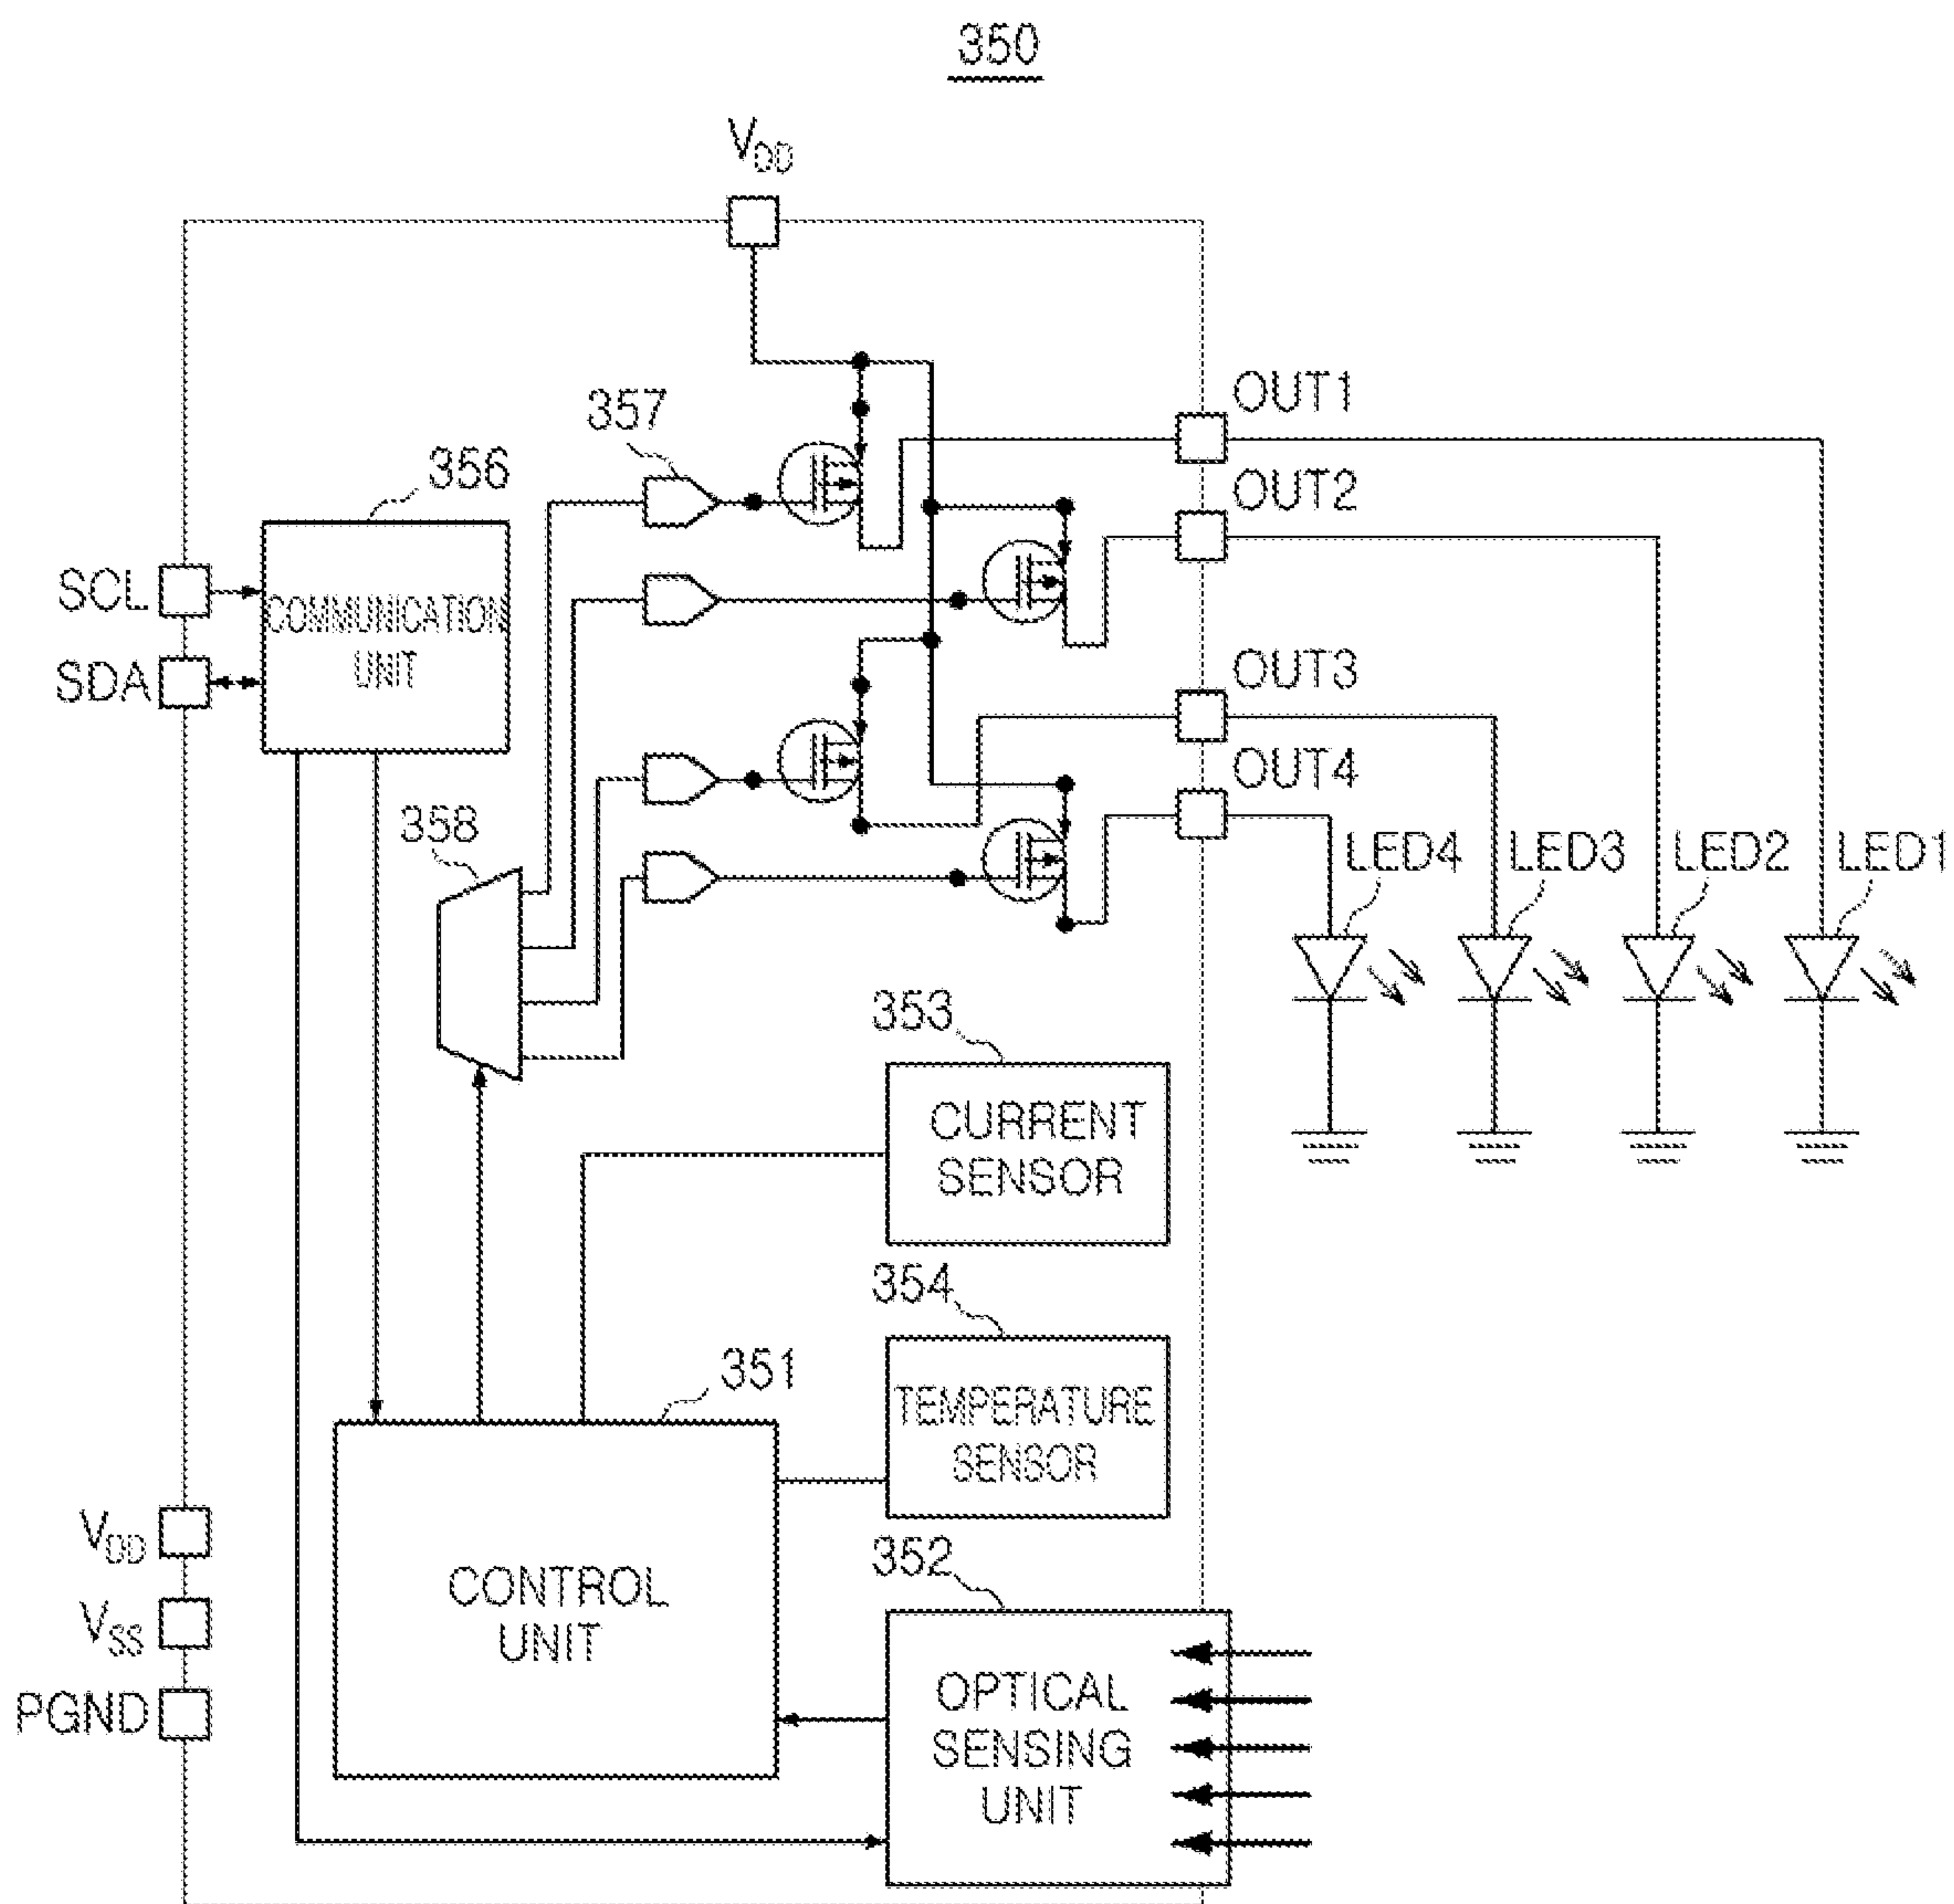 350
VDD
OUT1
357
356
OUT2
SCL
COMMUNICATION
UNIT
SDA
OUT3
OUT4
358
LED4
LED3
LED2
LED1
353
CURRENT
SENSOR
354
351
TEMPERATURE
SENSOR
VDD
352
CONTROL
UNIT
VSS
OPTICAL
SENSING
UNIT
PGND